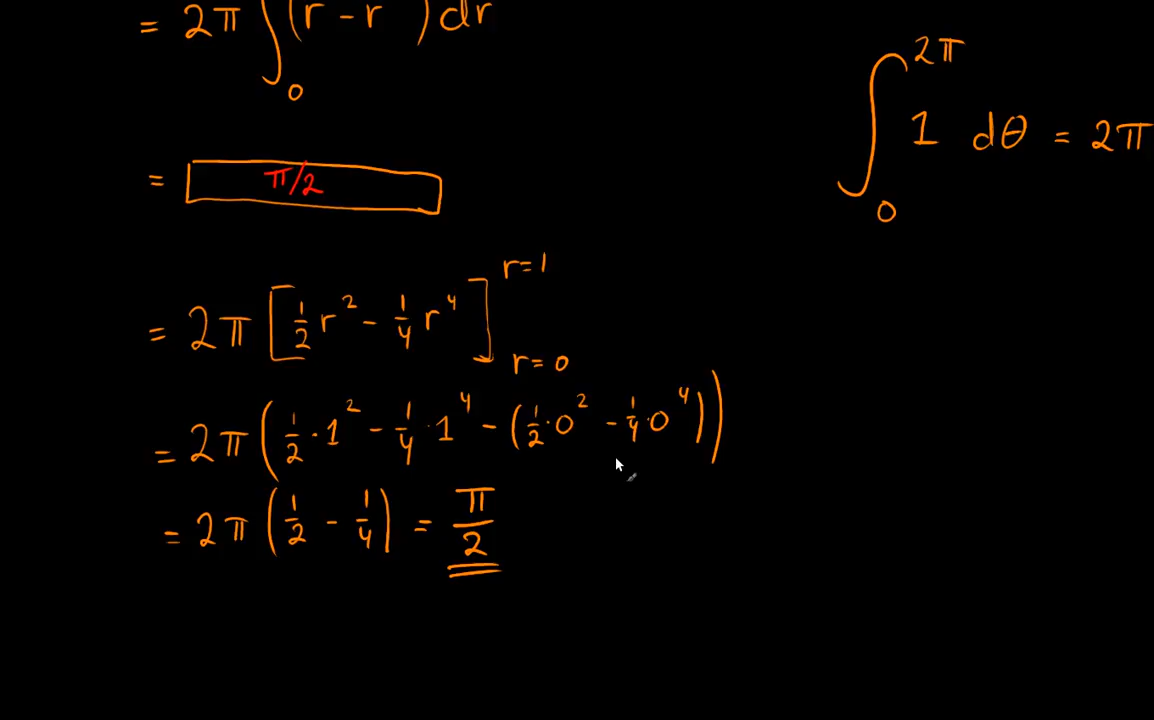 = 2π ∫₀ (r - r ) dr
∫₀^{2π} 1 dθ = 2π
= π/2
= 2π [½r² - ¼r⁴]_{r=0}^{r=1}
= 2π (½·1² - ¼·1⁴ - (½·0² - ¼·0⁴))
= 2π (½ - ¼) = π/2